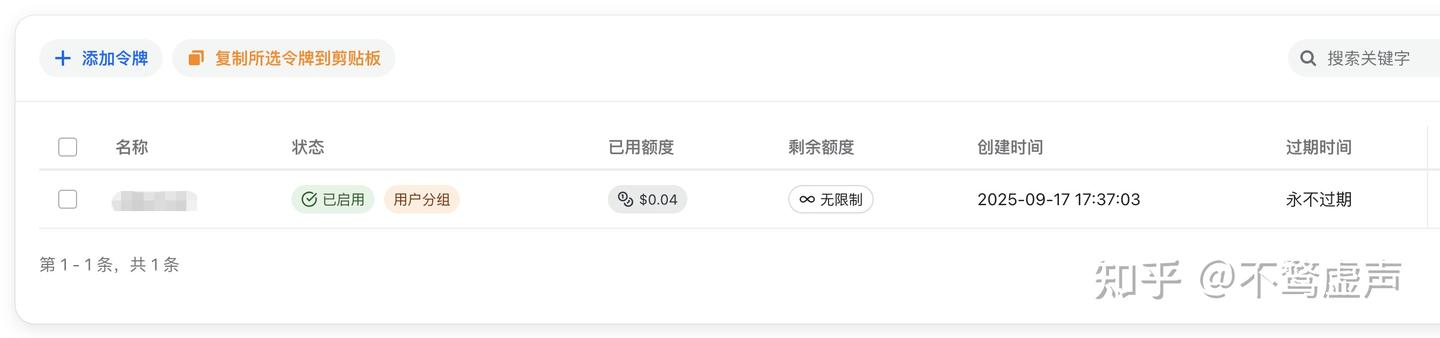 添加令牌 复制所选令牌到剪贴板 搜索关键字
名称 状态 已用额度 剩余额度 创建时间 过期时间
已启用 用户分组 $0.04 无限制 2025-09-17 17:37:03 永不过期
第 1 - 1 条，共 1 条
知乎 @不骛虚声